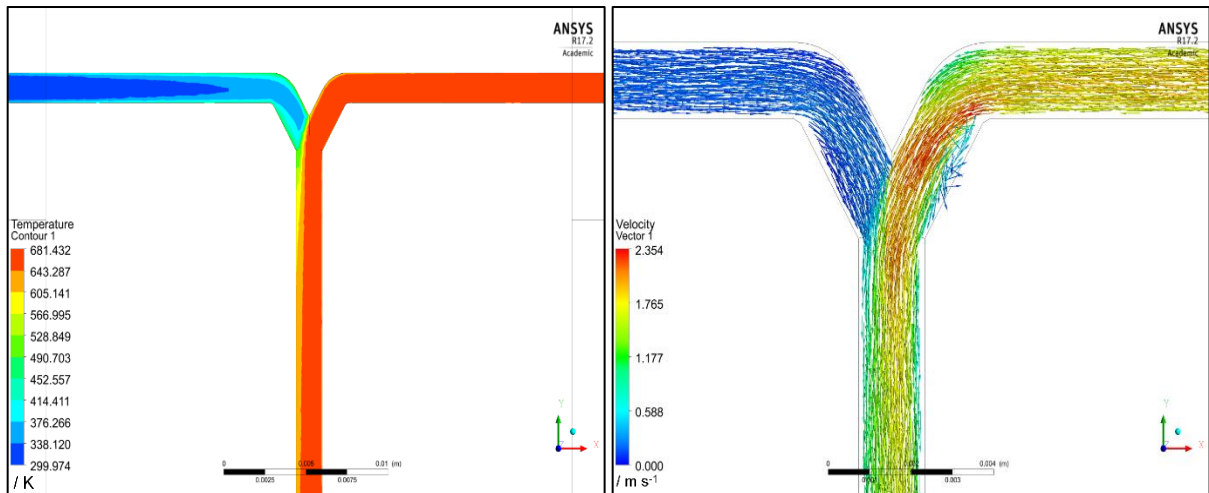 ANSYS
R17.2
Academic
Temperature
Contour 1
681.432
643.287
605.141
566.995
528.849
490.703
452.557
414.411
376.266
338.120
299.974
/ K
0 0.005 0.01 (m)
0.0025 0.0075
Y
X
ANSYS
R17.2
Academic
Velocity
Vector 1
2.354
1.765
1.177
0.588
0.000
/ m s⁻¹
0 0.004 (m)
0.003
Y
X